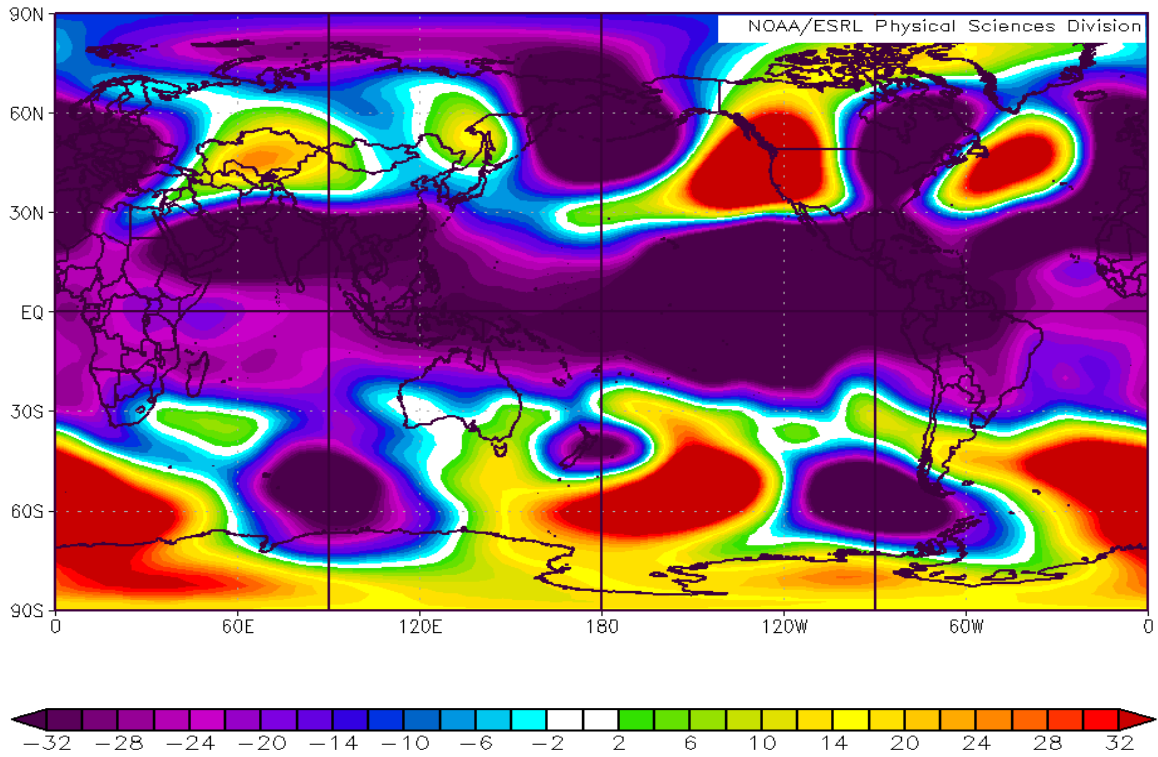 90N
NOAA/ESRL Physical Sciences Division
60N
30N
EQ
30S
60S
90S
0 60E 120E 180 120W 60W 0
−32 −28 −24 −20 −14 −10 −6 −2 2 6 10 14 20 24 28 32